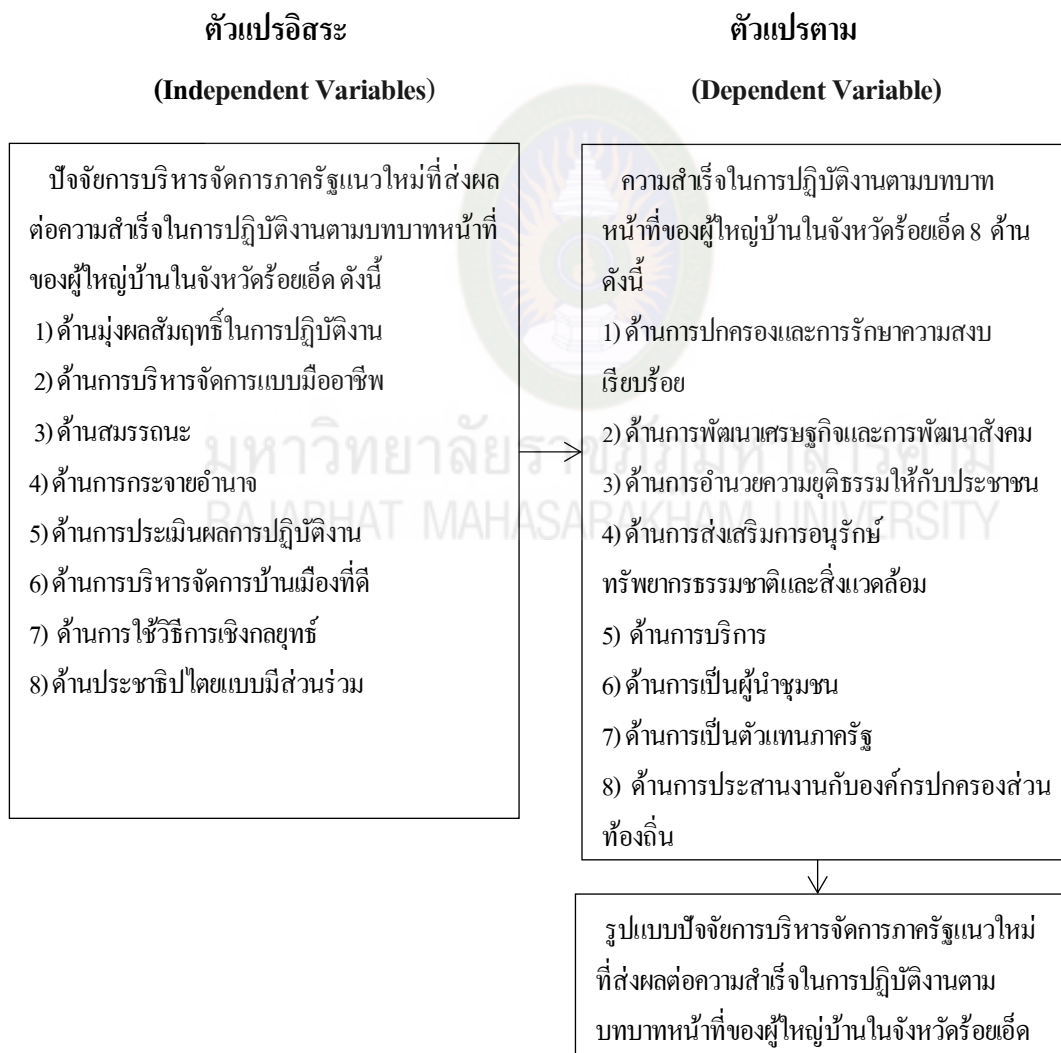 ตัวแปรอิสระ
(Independent Variables)
ปัจจัยการบริหารจัดการภาครัฐแนวใหม่ที่ส่งผล
ต่อความสำเร็จในการปฏิบัติงานตามบทบาทหน้าที่
ของผู้ใหญ่บ้านในจังหวัดร้อยเอ็ด ดังนี้
1) ด้านมุ่งผลสัมฤทธิ์ในการปฏิบัติงาน
2) ด้านการบริหารจัดการแบบมืออาชีพ
3) ด้านสมรรถนะ
4) ด้านการกระจายอำนาจ
5) ด้านการประเมินผลการปฏิบัติงาน
6) ด้านการบริหารจัดการบ้านเมืองที่ดี
7) ด้านการใช้วิธีการเชิงกลยุทธ์
8) ด้านประชาธิปไตยแบบมีส่วนร่วม
ตัวแปรตาม
(Dependent Variable)
ความสำเร็จในการปฏิบัติงานตามบทบาท
หน้าที่ของผู้ใหญ่บ้านในจังหวัดร้อยเอ็ด 8 ด้าน
ดังนี้
1) ด้านการปกครองและการรักษาความสงบ
เรียบร้อย
2) ด้านการพัฒนาเศรษฐกิจและการพัฒนาสังคม
3) ด้านการอำนวยความยุติธรรมให้กับประชาชน
4) ด้านการส่งเสริมการอนุรักษ์
ทรัพยากรธรรมชาติและสิ่งแวดล้อม
5) ด้านการบริการ
6) ด้านการเป็นผู้นำชุมชน
7) ด้านการเป็นตัวแทนภาครัฐ
8) ด้านการประสานงานกับองค์กรปกครองส่วน
ท้องถิ่น
รูปแบบปัจจัยการบริหารจัดการภาครัฐแนวใหม่
ที่ส่งผลต่อความสำเร็จในการปฏิบัติงานตาม
บทบาทหน้าที่ของผู้ใหญ่บ้านในจังหวัดร้อยเอ็ด
มหาวิทยาลัยราชภัฏมหาสารคาม
RAJABHAT MAHASARAKHAM UNIVERSITY